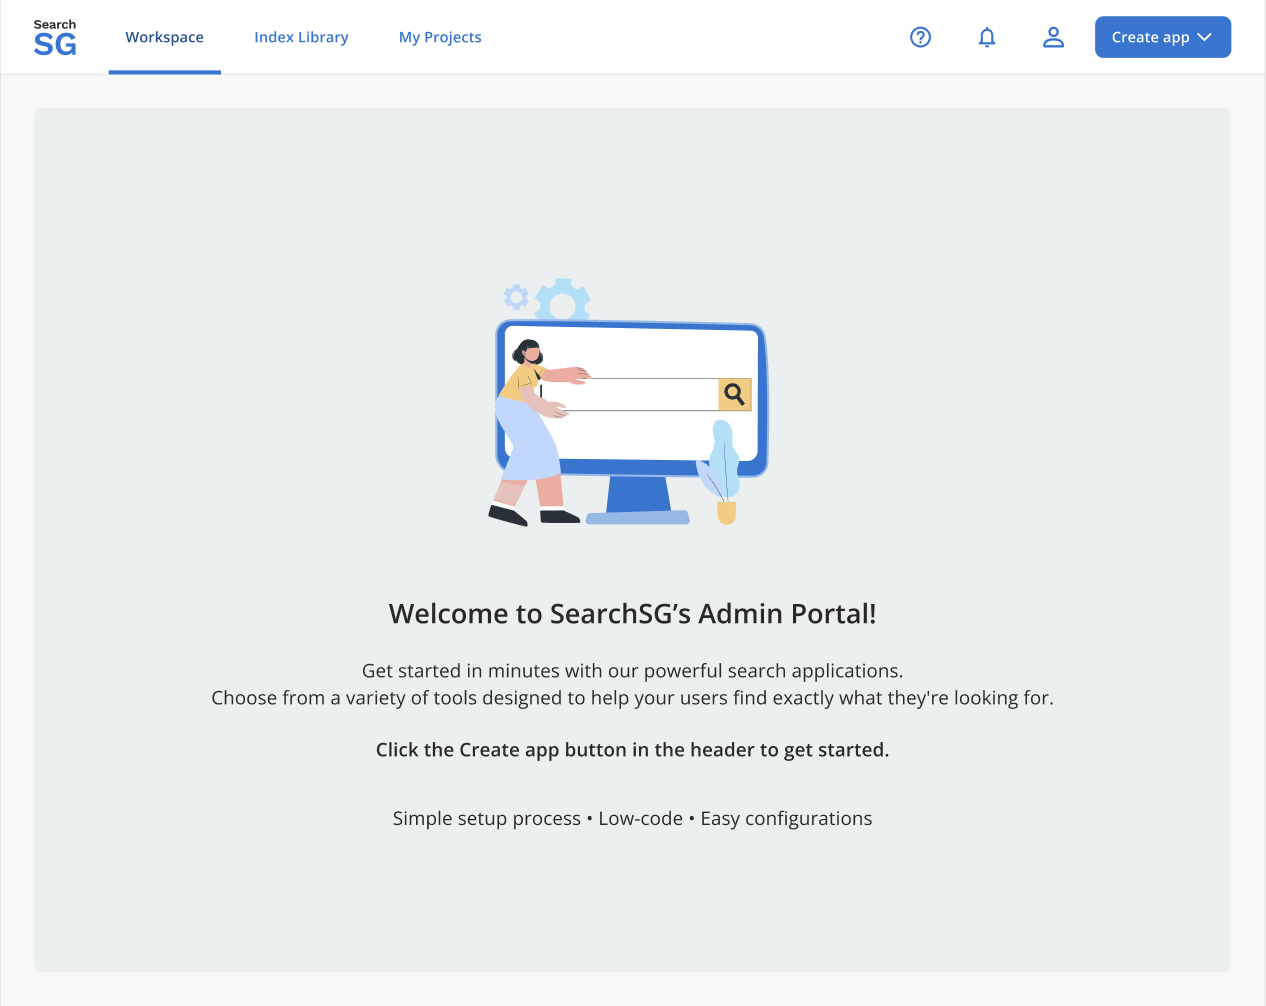 Search
SG
Workspace
Index Library
My Projects
Create app
Welcome to SearchSG’s Admin Portal!
Get started in minutes with our powerful search applications.
Choose from a variety of tools designed to help your users find exactly what they're looking for.
Click the Create app button in the header to get started.
Simple setup process • Low-code • Easy configurations